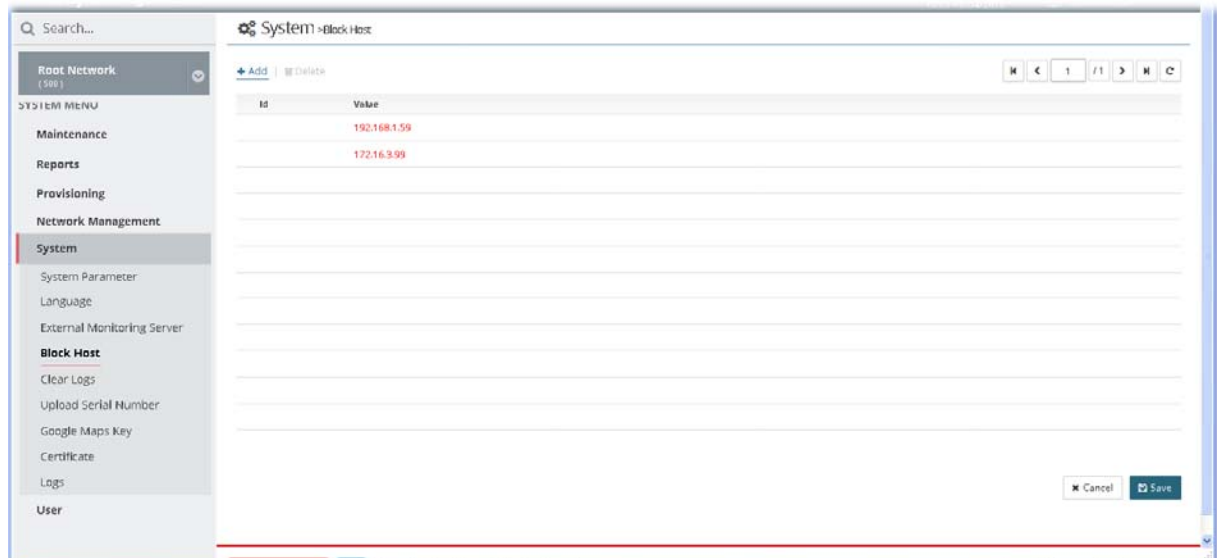 Search...
System >Block Host
Root Network
(500)
+ Add | Delete
1 / 1
SYSTEM MENU
Id Value
192.168.1.59
172.16.3.99
Maintenance
Reports
Provisioning
Network Management
System
System Parameter
Language
External Monitoring Server
Block Host
Clear Logs
Upload Serial Number
Google Maps Key
Certificate
Logs
User
Cancel Save